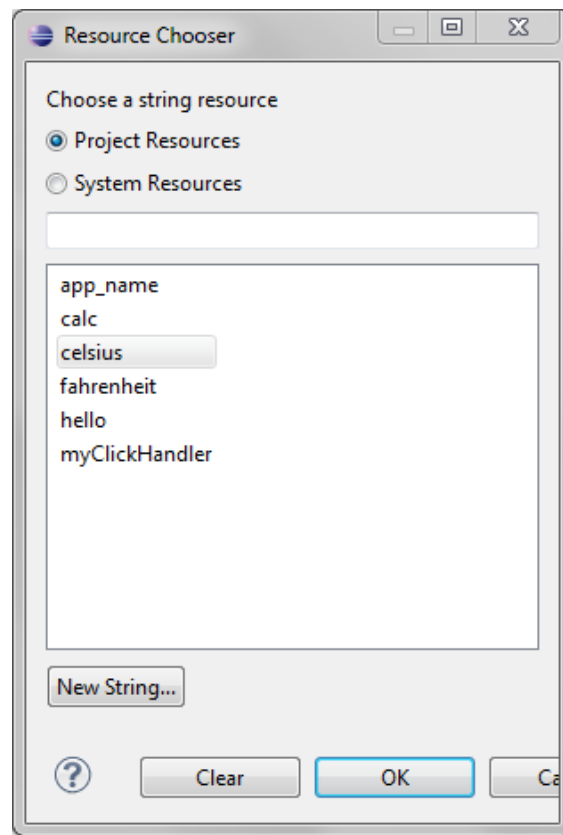 Resource Chooser
Choose a string resource
Project Resources
System Resources
app_name
calc
celsius
fahrenheit
hello
myClickHandler
New String...
? Clear OK Ca